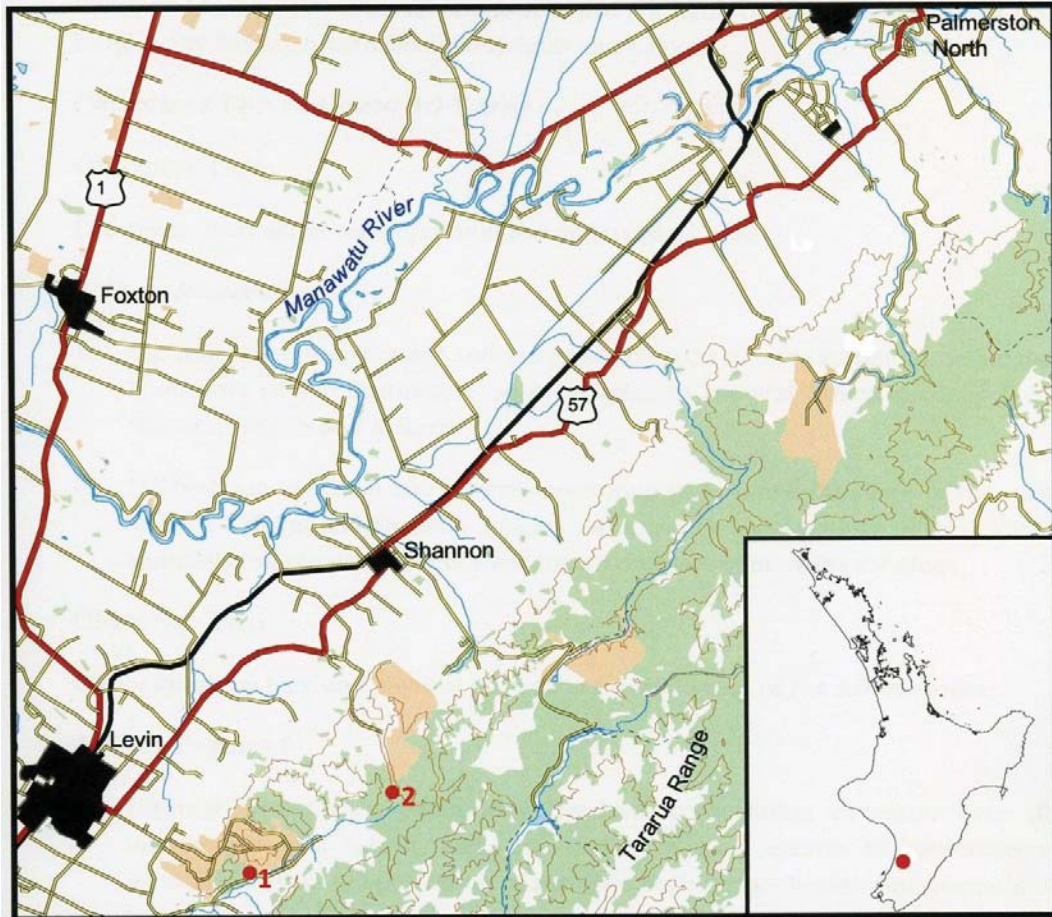 Palmerston
North
1
Manawatu River
Foxton
57
Shannon
Levin
2
Tararua Range
1